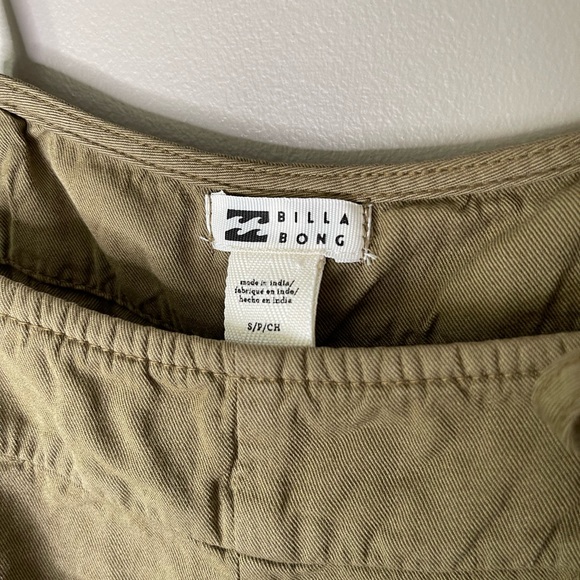 BILLA
BONG
made in india/
fabriqué en inde/
hecho en india
S/P/CH